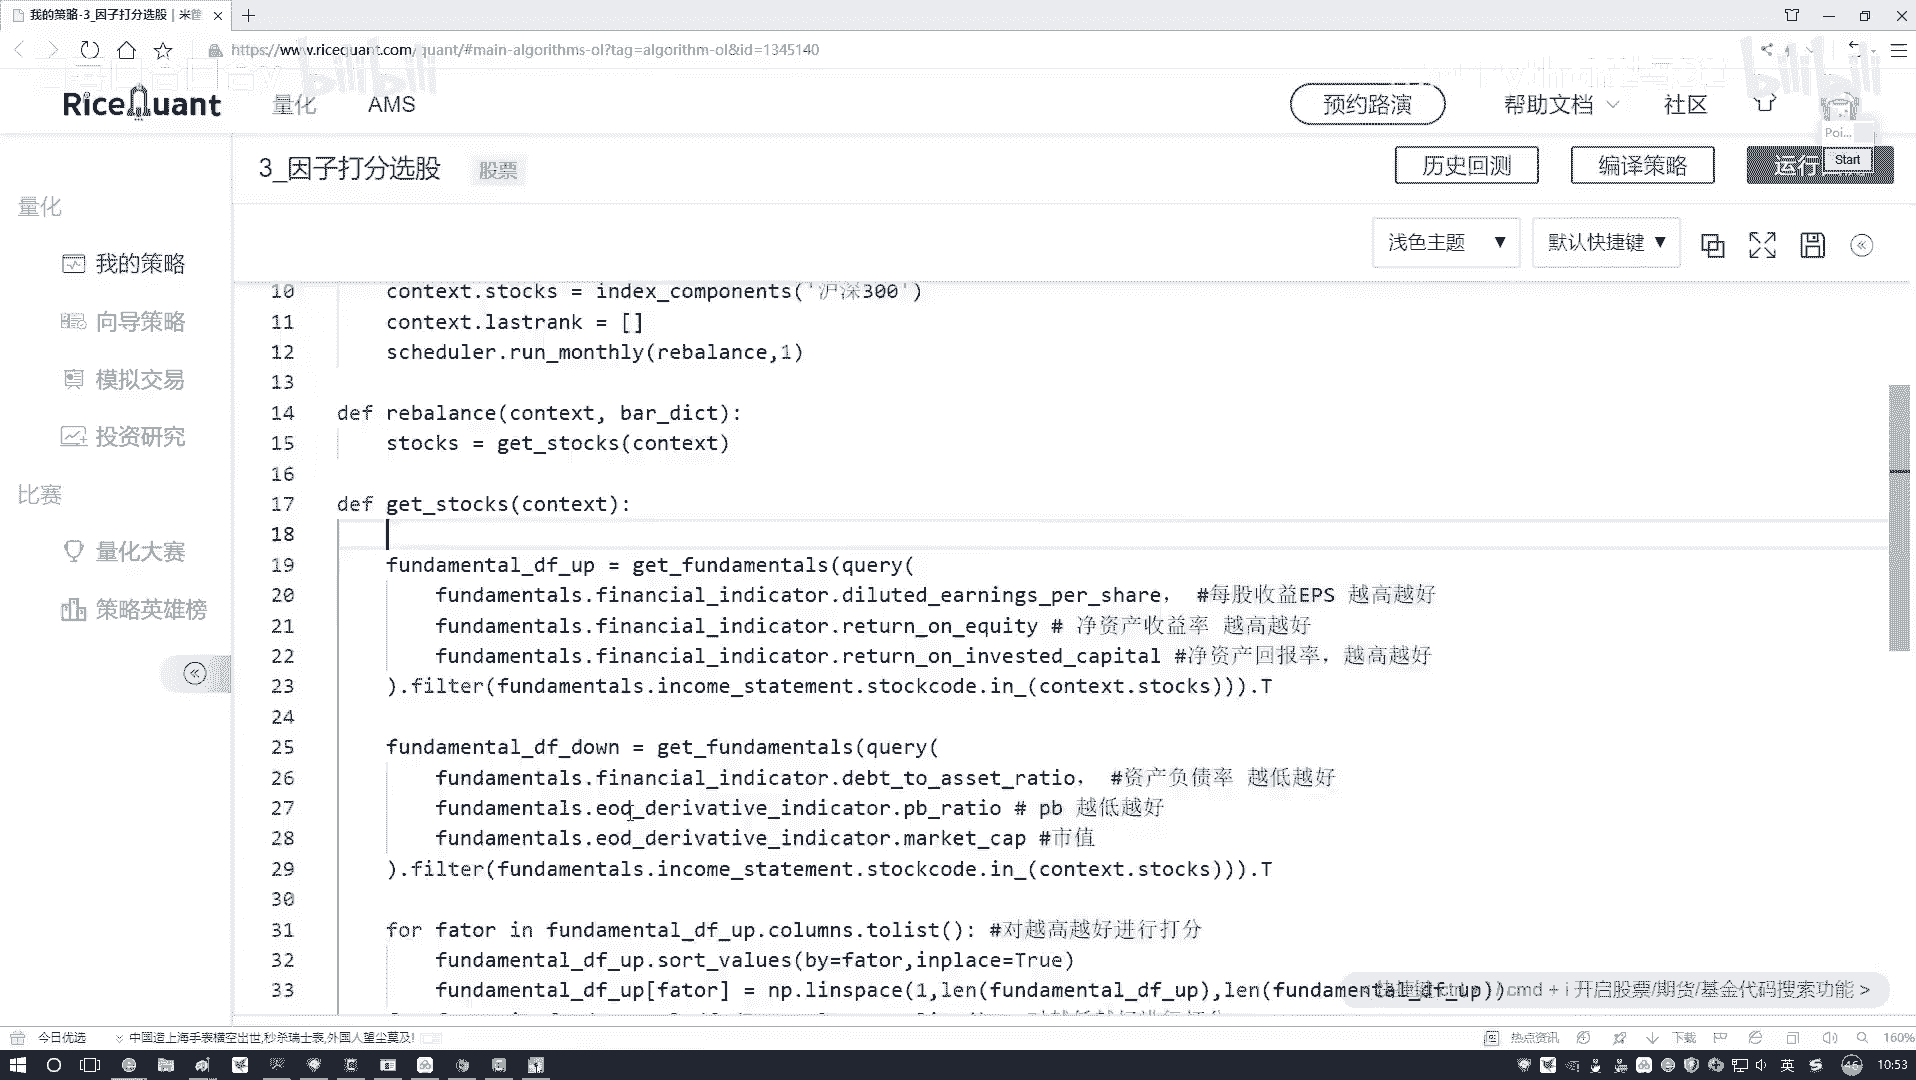 我的策略-3_因子打分选股 | 米筐
https://www.ricequant.com/quant/#main-algorithms-ol?tag=algorithm-ol&id=1345140
bilibili
bilibili
RiceQuant
量化
AMS
预约路演
帮助文档
社区
Poi...
Start
3_因子打分选股
股票
历史回测
编译策略
运行
浅色主题
默认快捷键
量化
我的策略
向导策略
模拟交易
投资研究
比赛
量化大赛
策略英雄榜
10 context.stocks = index_components('沪深300')
11 context.lastrank = []
12 scheduler.run_monthly(rebalance,1)
13
14 def rebalance(context, bar_dict):
15 stocks = get_stocks(context)
16
17 def get_stocks(context):
18
19 fundamental_df_up = get_fundamentals(query(
20 fundamentals.financial_indicator.diluted_earnings_per_share， #每股收益EPS 越高越好
21 fundamentals.financial_indicator.return_on_equity # 净资产收益率 越高越好
22 fundamentals.financial_indicator.return_on_invested_capital #净资产回报率，越高越好
23 ).filter(fundamentals.income_statement.stockcode.in_(context.stocks))).T
24
25 fundamental_df_down = get_fundamentals(query(
26 fundamentals.financial_indicator.debt_to_asset_ratio， #资产负债率 越低越好
27 fundamentals.eod_derivative_indicator.pb_ratio # pb 越低越好
28 fundamentals.eod_derivative_indicator.market_cap #市值
29 ).filter(fundamentals.income_statement.stockcode.in_(context.stocks))).T
30
31 for fator in fundamental_df_up.columns.tolist(): #对越高越好进行打分
32 fundamental_df_up.sort_values(by=fator,inplace=True)
33 fundamental_df_up[fator] = np.linspace(1,len(fundamental_df_up),len(fundamental_df_up))
cmd + i 开启股票/期货/基金代码搜索功能 >
今日优选
中国造上海手表横空出世,秒杀瑞士表,外国人望尘莫及!
热点资讯
下载
160%
英
46
10:53